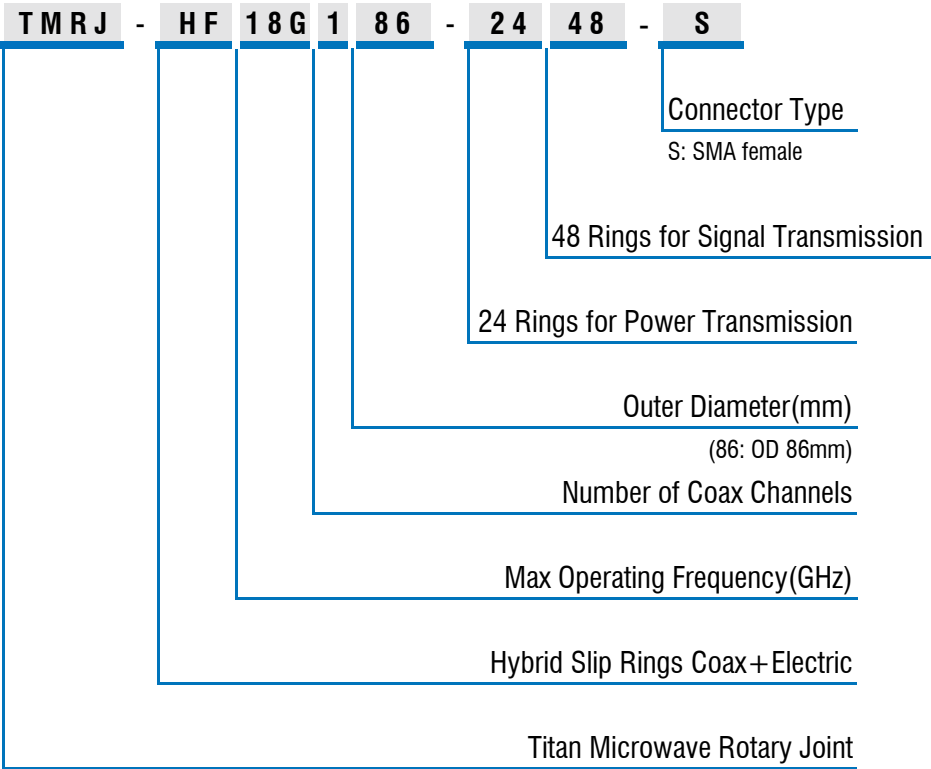 TMRJ - HF 18G 1 86 - 24 48 - S
Connector Type
S: SMA female
48 Rings for Signal Transmission
24 Rings for Power Transmission
Outer Diameter(mm)
(86: OD 86mm)
Number of Coax Channels
Max Operating Frequency(GHz)
Hybrid Slip Rings Coax+Electric
Titan Microwave Rotary Joint